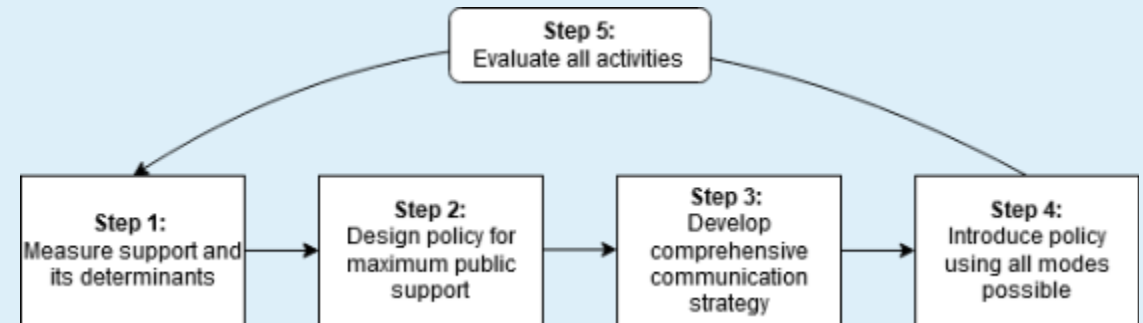 Step 5:
Evaluate all activities
Step 1:
Measure support and
its determinants
Step 2:
Design policy for
maximum public
support
Step 3:
Develop
comprehensive
communication
strategy
Step 4:
Introduce policy
using all modes
possible